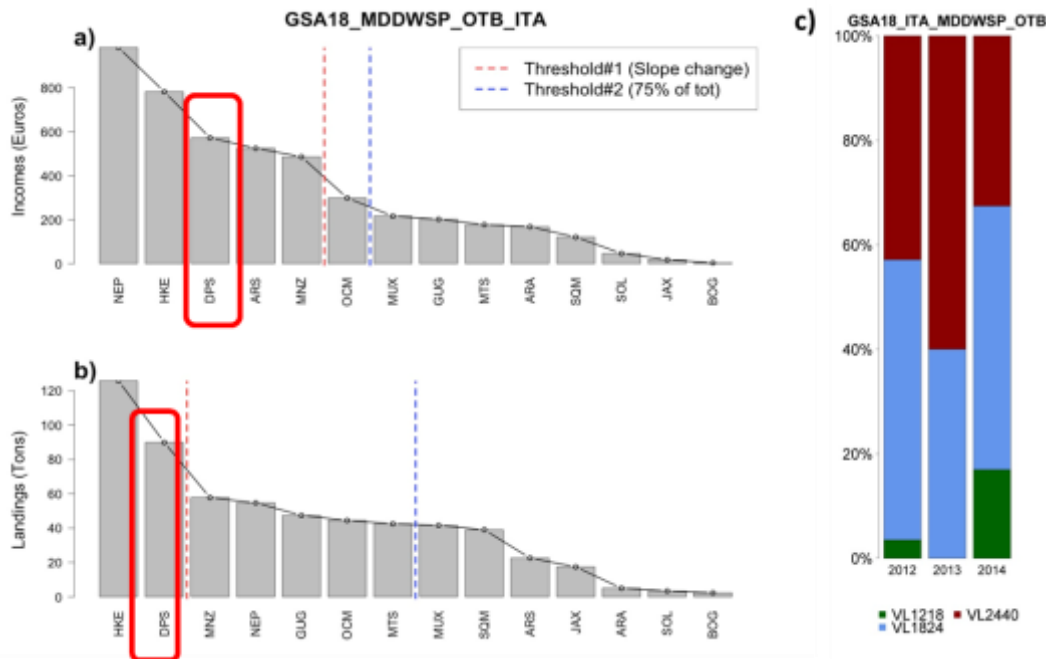 GSA18_MDDWSP_OTB_ITA
a)
Incomes (Euros)
800
600
400
200
0
Threshold#1 (Slope change)
Threshold#2 (75% of tot)
NEP HKE DPS ARS MNZ OCM MUX GUG MTS ARA SQM SOL JAX BOG
b)
Landings (Tons)
120
100
80
60
40
20
0
HKE DPS MNZ NEP GUG OCM MTS MUX SQM ARS JAX ARA SOL BOG
c)
GSA18_ITA_MDDWSP_OTB
100%
80%
60%
40%
20%
0%
2012 2013 2014
VL1218 VL2440
VL1824